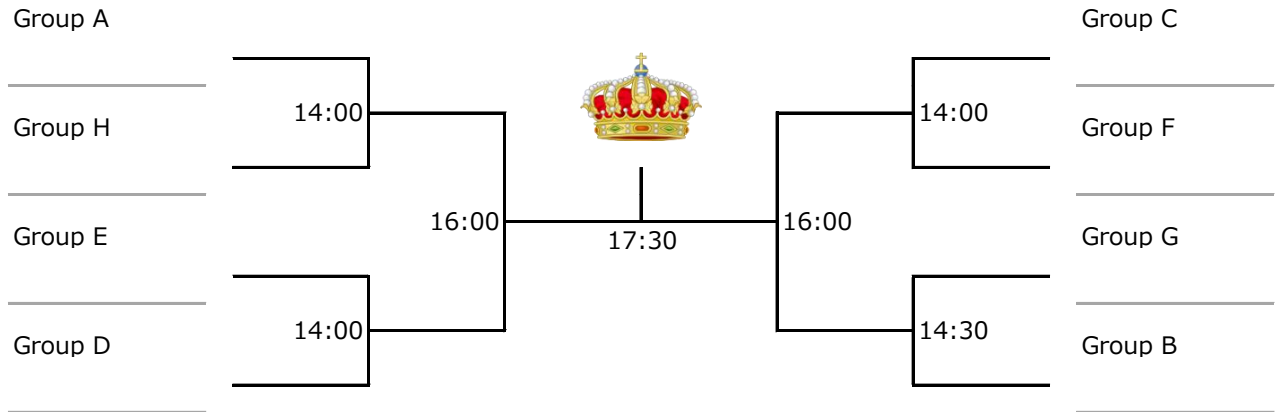 Group A
Group C
14:00
14:00
Group H
Group F
16:00
16:00
17:30
Group E
Group G
14:00
14:30
Group D
Group B